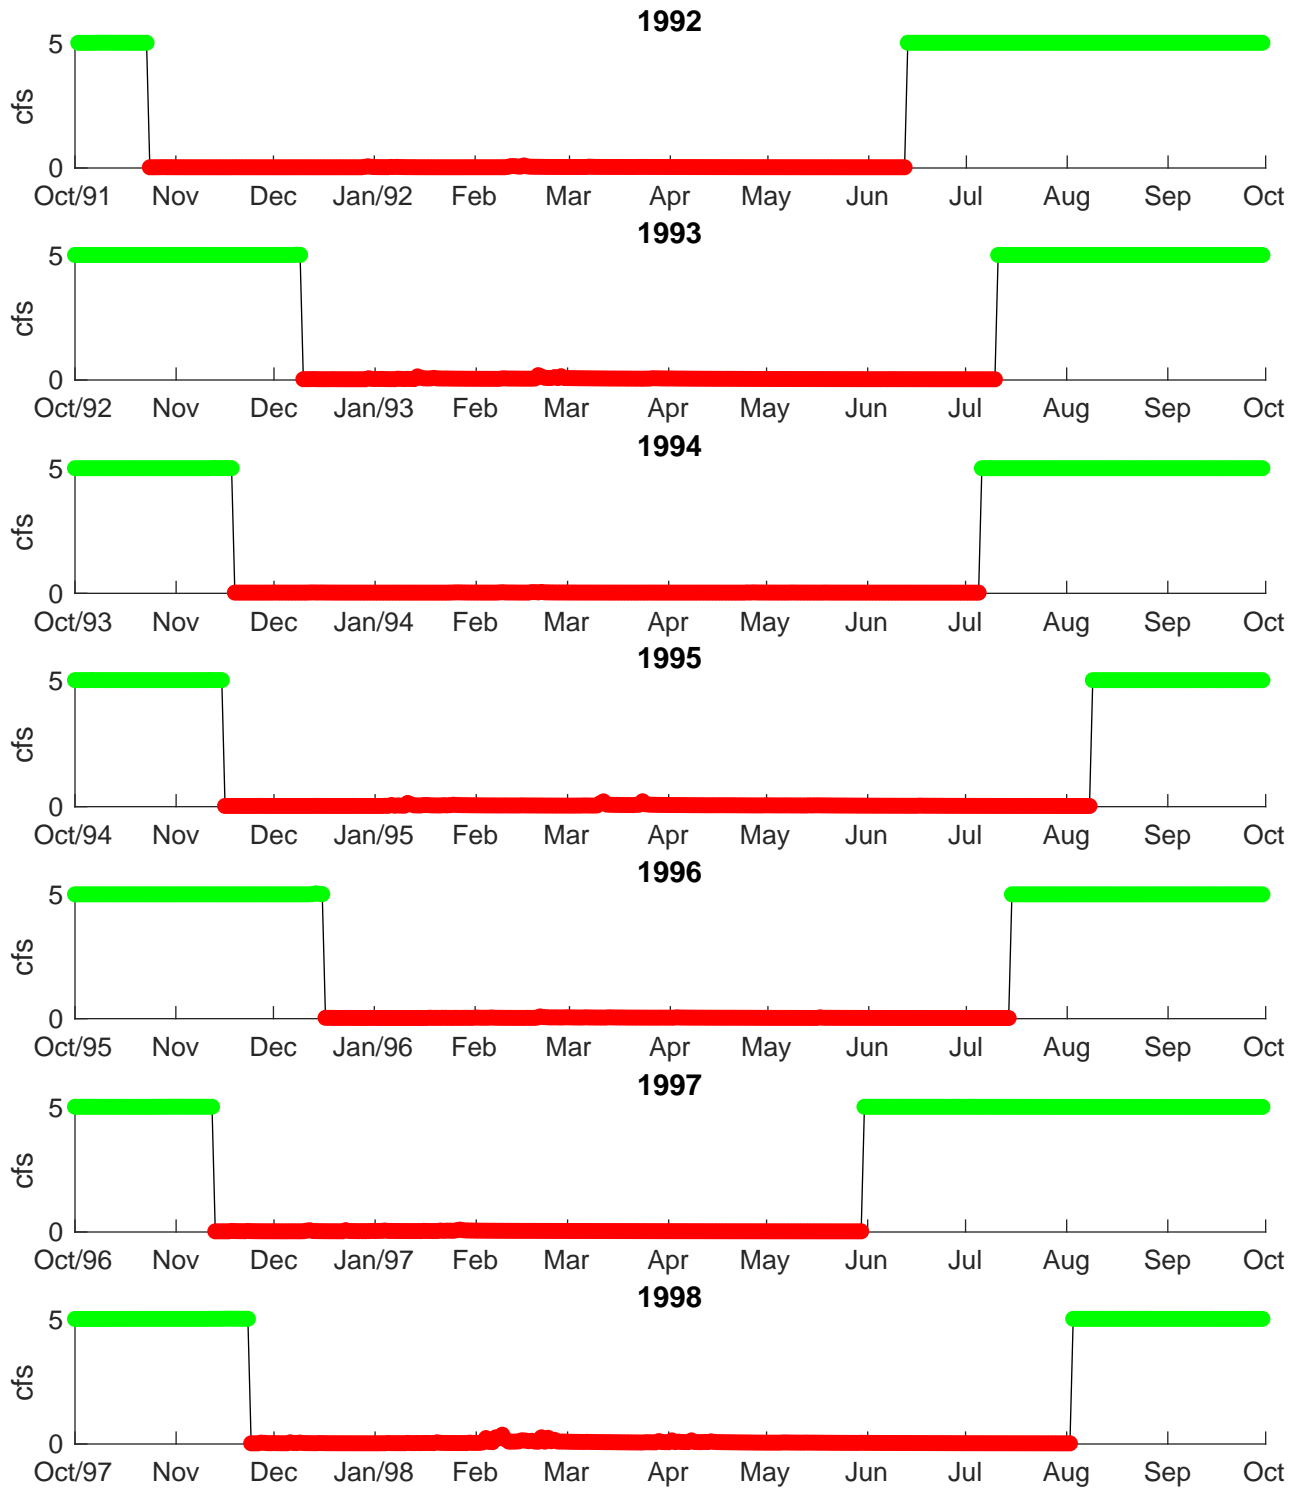 1992
5
cfs
0
Oct/91 Nov Dec Jan/92 Feb Mar Apr May Jun Jul Aug Sep Oct
1993
5
cfs
0
Oct/92 Nov Dec Jan/93 Feb Mar Apr May Jun Jul Aug Sep Oct
1994
5
cfs
0
Oct/93 Nov Dec Jan/94 Feb Mar Apr May Jun Jul Aug Sep Oct
1995
5
cfs
0
Oct/94 Nov Dec Jan/95 Feb Mar Apr May Jun Jul Aug Sep Oct
1996
5
cfs
0
Oct/95 Nov Dec Jan/96 Feb Mar Apr May Jun Jul Aug Sep Oct
1997
5
cfs
0
Oct/96 Nov Dec Jan/97 Feb Mar Apr May Jun Jul Aug Sep Oct
1998
5
cfs
0
Oct/97 Nov Dec Jan/98 Feb Mar Apr May Jun Jul Aug Sep Oct